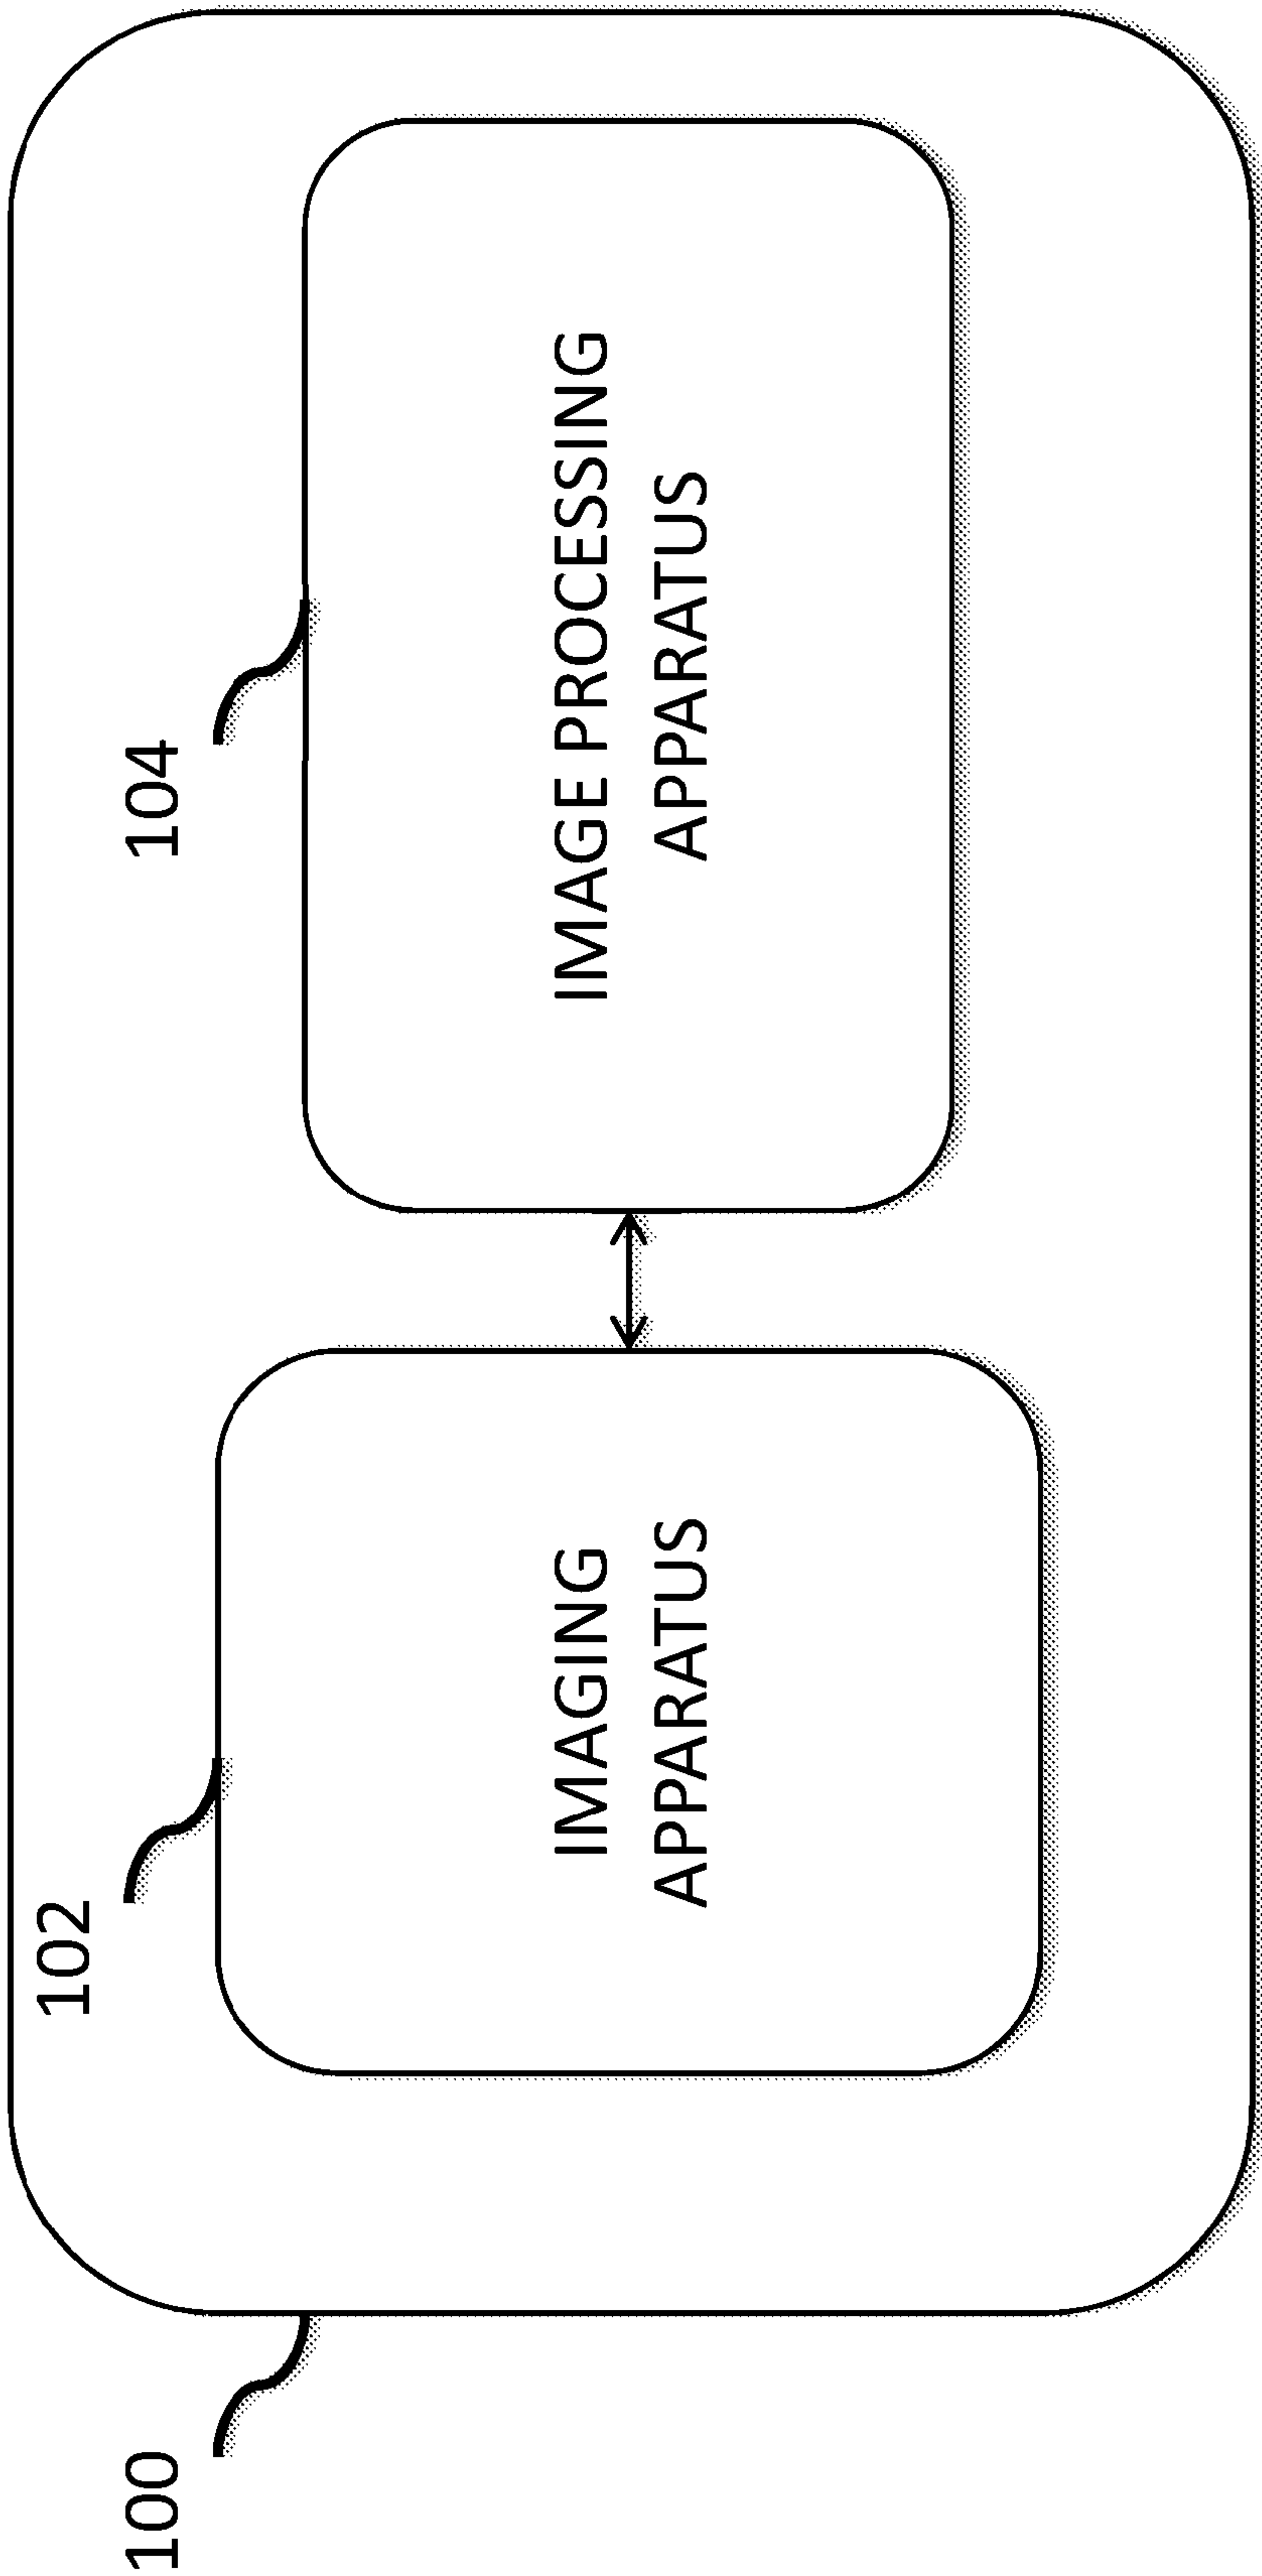 100
102
104
IMAGING
APPARATUS
IMAGE PROCESSING
APPARATUS